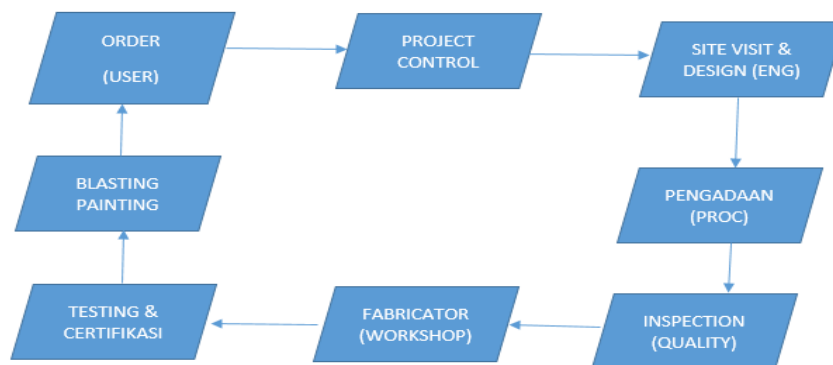 ORDER
(USER)
PROJECT
CONTROL
SITE VISIT &
DESIGN (ENG)
PENGADAAN
(PROC)
INSPECTION
(QUALITY)
FABRICATOR
(WORKSHOP)
TESTING &
CERTIFIKASI
BLASTING
PAINTING